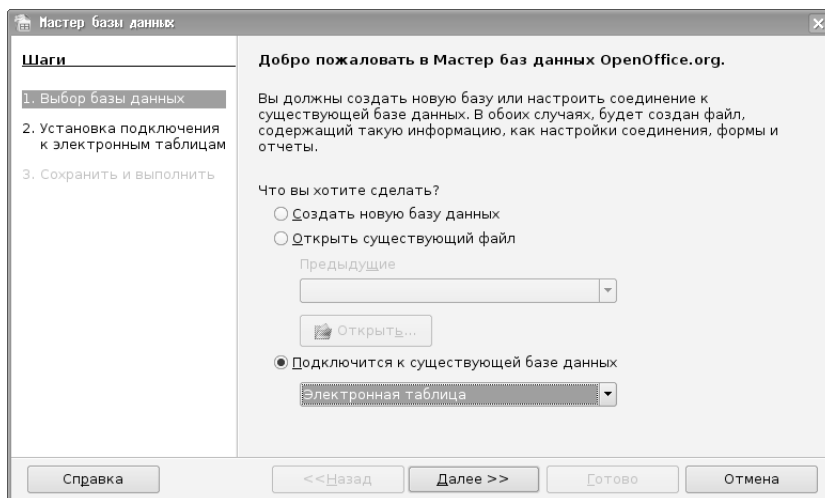 Мастер базы данных
Шаги
1. Выбор базы данных
2. Установка подключения
к электронным таблицам
3. Сохранить и выполнить
Добро пожаловать в Мастер баз данных OpenOffice.org.
Вы должны создать новую базу или настроить соединение к
существующей базе данных. В обоих случаях, будет создан файл,
содержащий такую информацию, как настройки соединения, формы и
отчеты.
Что вы хотите сделать?
Создать новую базу данных
Открыть существующий файл
Предыдущие
Открыть...
Подключится к существующей базе данных
Электронная таблица
Справка
<<Назад
Далее >>
Готово
Отмена